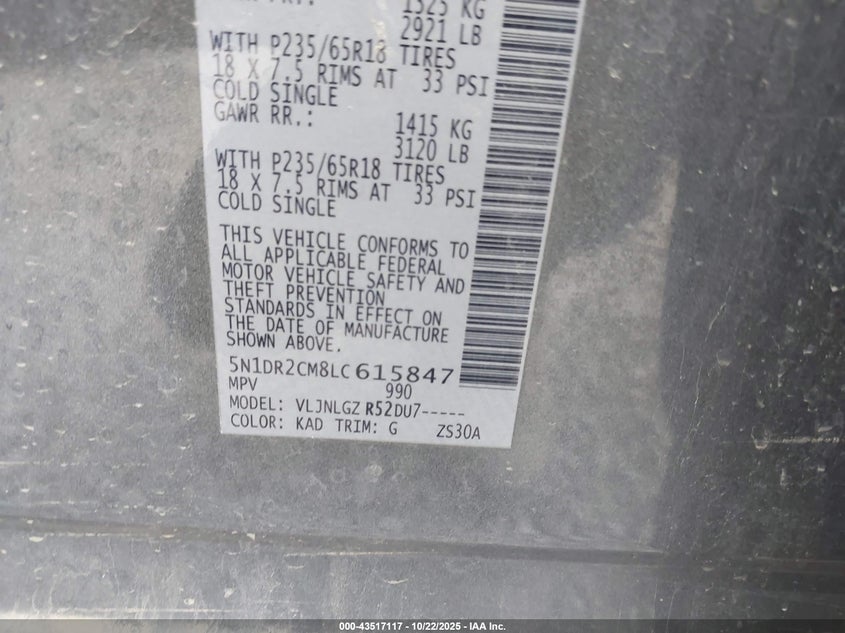 1525 KG
2921 LB
WITH P235/65R18 TIRES
18 X 7.5 RIMS AT 33 PSI
COLD SINGLE
GAWR RR.: 1415 KG
3120 LB
WITH P235/65R18 TIRES
18 X 7.5 RIMS AT 33 PSI
COLD SINGLE
THIS VEHICLE CONFORMS TO
ALL APPLICABLE FEDERAL
MOTOR VEHICLE SAFETY AND
THEFT PREVENTION
STANDARDS IN EFFECT ON
THE DATE OF MANUFACTURE
SHOWN ABOVE.
5N1DR2CM8LC615847
MPV 990
MODEL: VLJNLGZ R52DU7-----
COLOR: KAD TRIM: G ZS30A
000-43517117 - 10/22/2025 - IAA Inc.